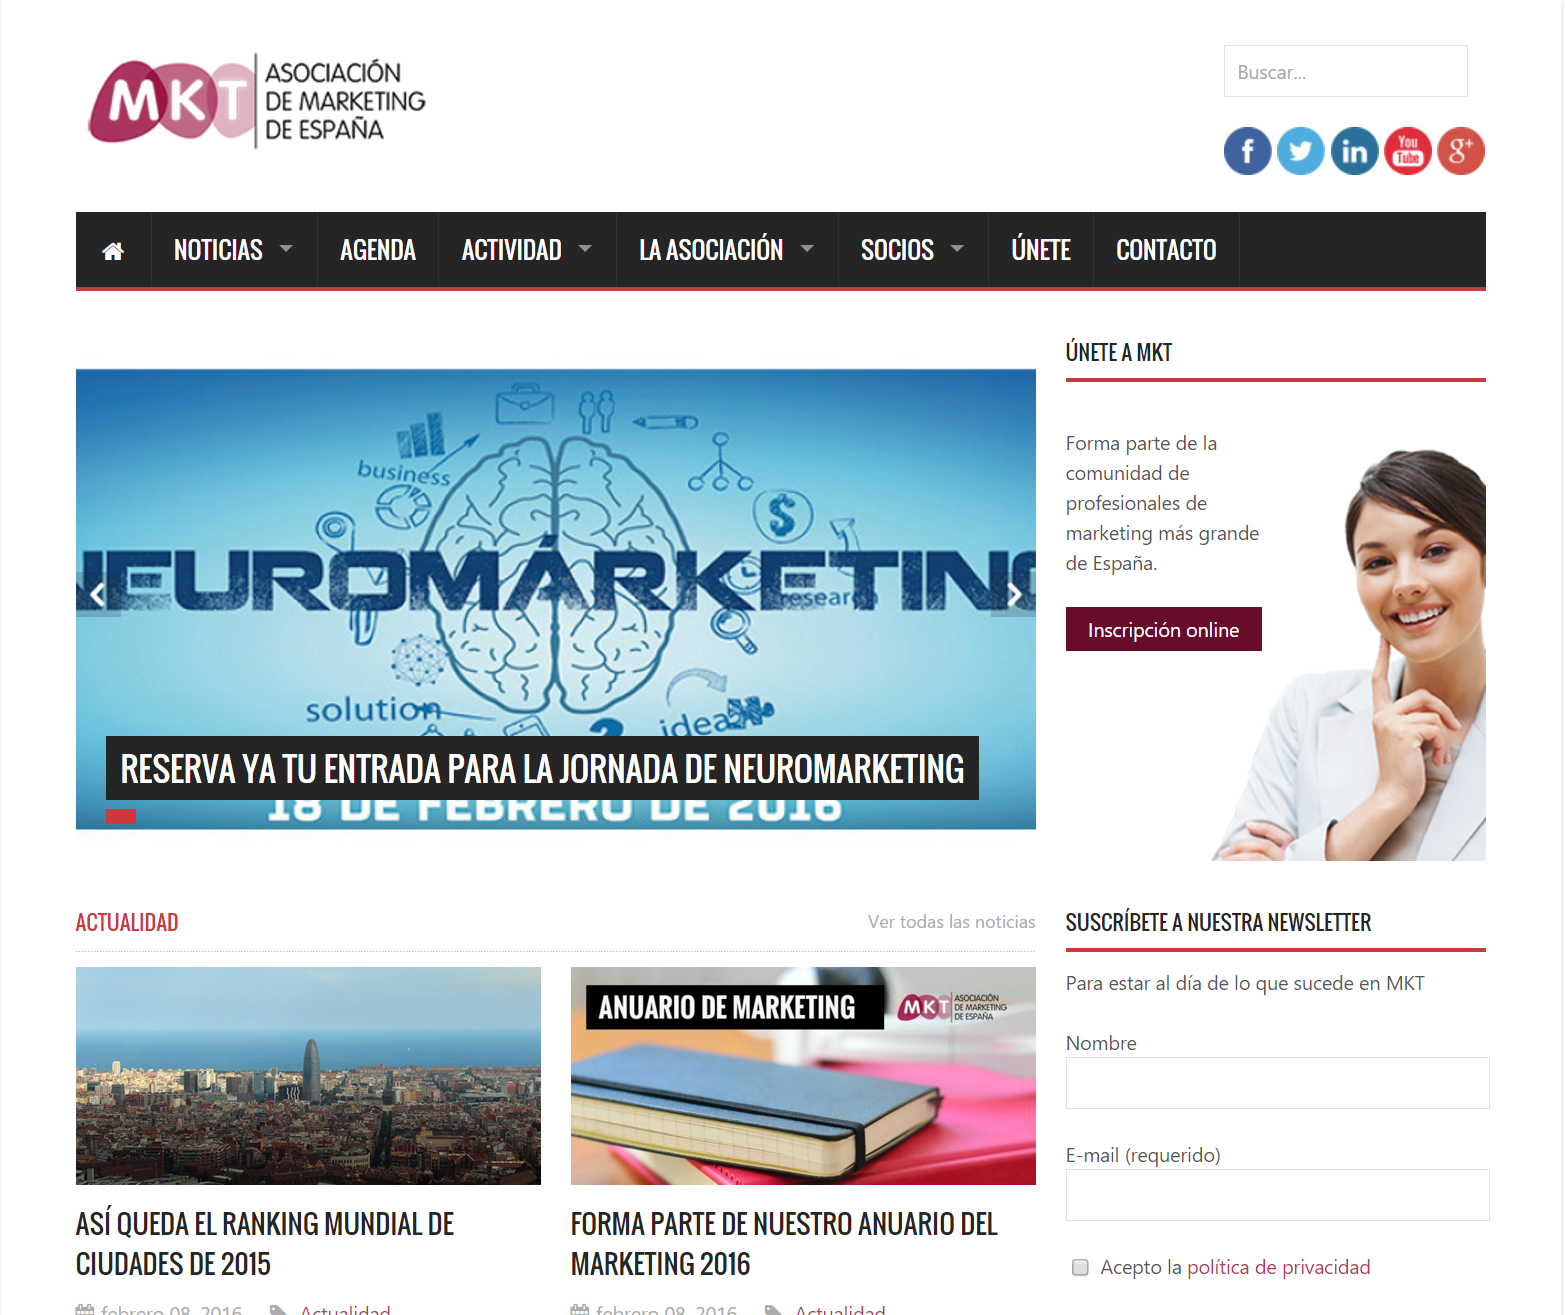 MKT
ASOCIACIÓN
DE MARKETING
DE ESPAÑA
Buscar...
f
in
You
Tube
g+
NOTICIAS
AGENDA
ACTIVIDAD
LA ASOCIACIÓN
SOCIOS
ÚNETE
CONTACTO
business
$
NEUROMÁRKETING
research
solution
idea
RESERVA YA TU ENTRADA PARA LA JORNADA DE NEUROMARKETING
18 DE FEBRERO DE 2016
ÚNETE A MKT
Forma parte de la
comunidad de
profesionales de
marketing más grande
de España.
Inscripción online
ACTUALIDAD
Ver todas las noticias
ANUARIO DE MARKETING
MKT
ASOCIACIÓN
DE MARKETING
DE ESPAÑA
ASÍ QUEDA EL RANKING MUNDIAL DE
CIUDADES DE 2015
febrero 08, 2016
Actualidad
FORMA PARTE DE NUESTRO ANUARIO DEL
MARKETING 2016
febrero 08, 2016
Actualidad
SUSCRÍBETE A NUESTRA NEWSLETTER
Para estar al día de lo que sucede en MKT
Nombre
E-mail (requerido)
Acepto la política de privacidad